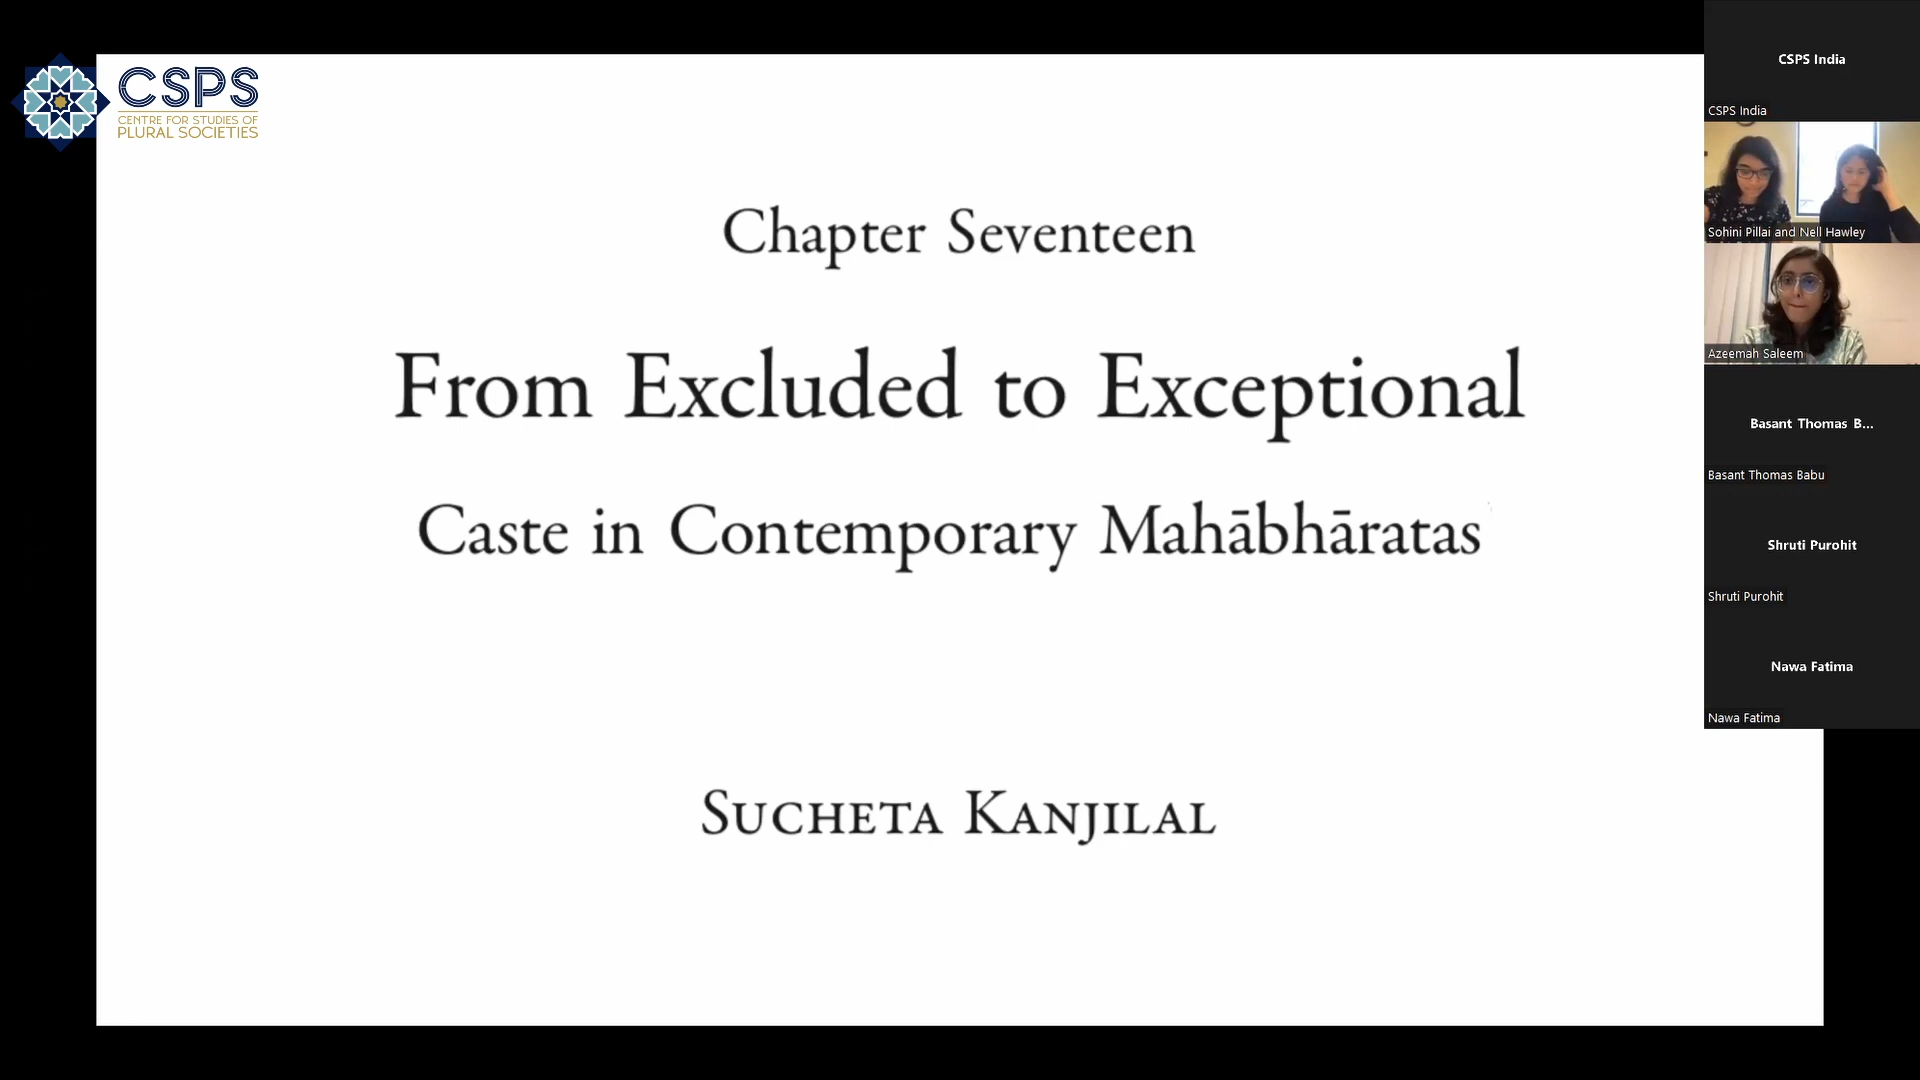 CSPS
CENTRE FOR STUDIES OF
PLURAL SOCIETIES
Chapter Seventeen
From Excluded to Exceptional
Caste in Contemporary Mahābhāratas
Sucheta Kanjilal
CSPS India
CSPS India
Sohini Pillai and Nell Hawley
Azeemah Saleem
Basant Thomas B...
Basant Thomas Babu
Shruti Purohit
Shruti Purohit
Nawa Fatima
Nawa Fatima